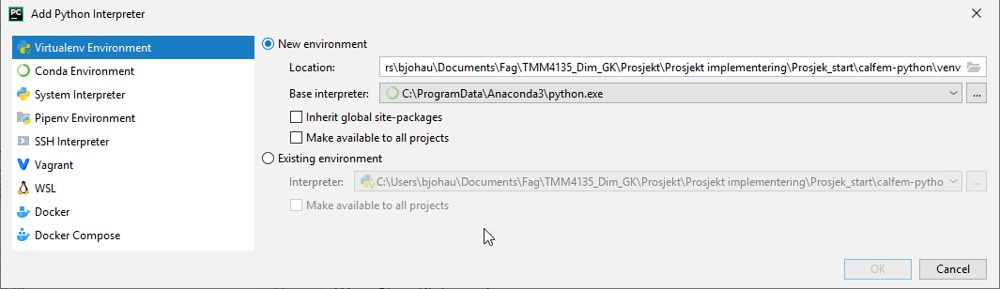 PC Add Python Interpreter
Virtualenv Environment
Conda Environment
System Interpreter
Pipenv Environment
SSH Interpreter
Vagrant
WSL
Docker
Docker Compose
New environment
Location: rs\bjohau\Documents\Fag\TMM4135_Dim_GK\Prosjekt\Prosjekt implementering\Prosjek_start\calfem-python\venv
Base interpreter: C:\ProgramData\Anaconda3\python.exe ...
Inherit global site-packages
Make available to all projects
Existing environment
Interpreter: C:\Users\bjohau\Documents\Fag\TMM4135_Dim_GK\Prosjekt\Prosjekt implementering\Prosjek_start\calfem-pytho ...
Make available to all projects
OK Cancel